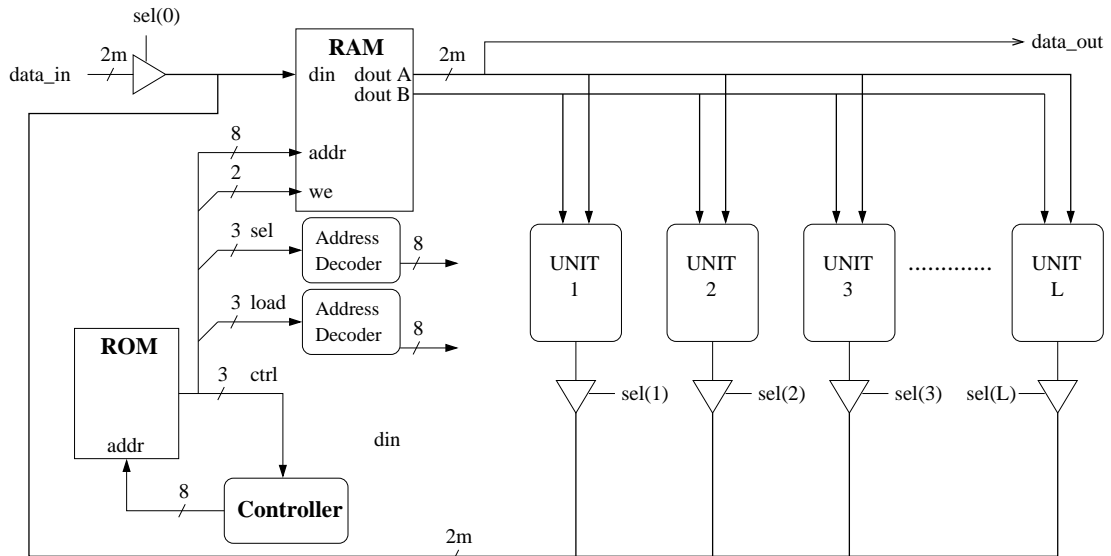 sel(0)
2m
data_in
RAM
din
dout A
dout B
2m
data_out
8
addr
2
we
3 sel
Address
Decoder
8
3 load
Address
Decoder
8
ROM
3 ctrl
addr
8
Controller
din
UNIT
1
UNIT
2
UNIT
3
.............
UNIT
L
sel(1)
sel(2)
sel(3)
sel(L)
2m